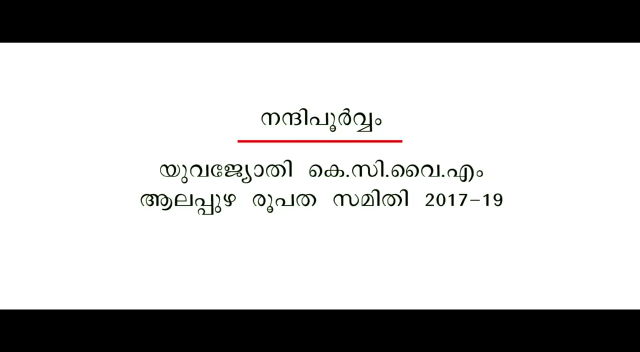 നന്ദിപൂർവ്വം
യുവജ്യോതി കെ.സി.വൈ.എം
ആലപ്പുഴ രൂപത സമിതി 2017-19